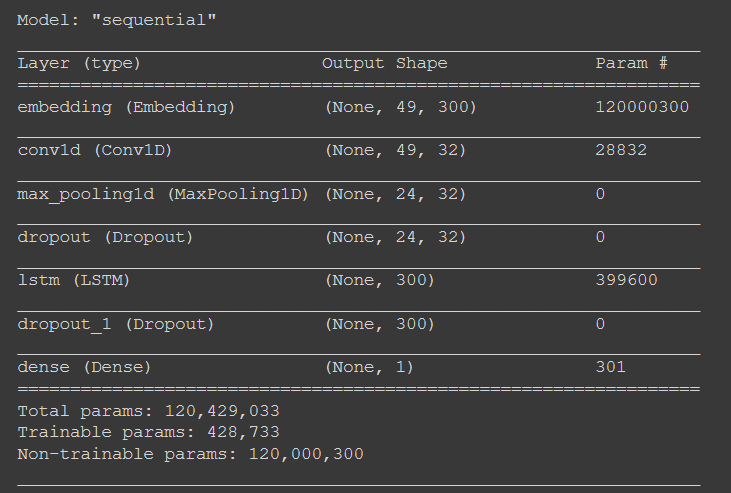 Model: "sequential"
Layer (type) Output Shape Param #
embedding (Embedding) (None, 49, 300) 120000300
conv1d (Conv1D) (None, 49, 32) 28832
max_pooling1d (MaxPooling1D) (None, 24, 32) 0
dropout (Dropout) (None, 24, 32) 0
lstm (LSTM) (None, 300) 399600
dropout_1 (Dropout) (None, 300) 0
dense (Dense) (None, 1) 301
Total params: 120,429,033
Trainable params: 428,733
Non-trainable params: 120,000,300